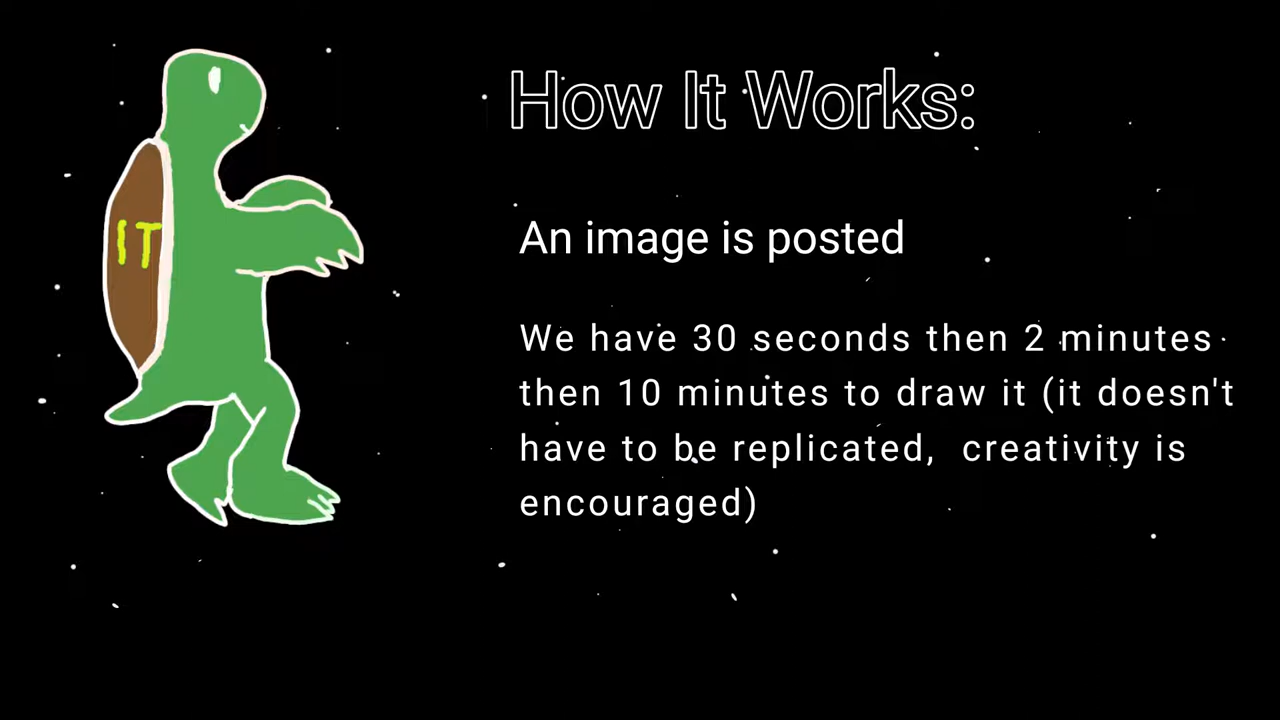 How It Works:
IT
An image is posted
We have 30 seconds then 2 minutes
then 10 minutes to draw it (it doesn't
have to be replicated,  creativity is
encouraged)